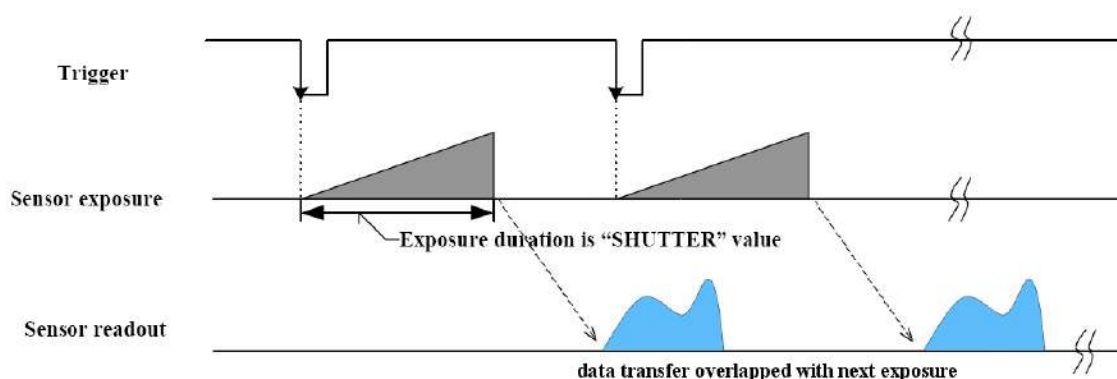 Trigger
Sensor exposure
Exposure duration is “SHUTTER” value
Sensor readout
data transfer overlapped with next exposure